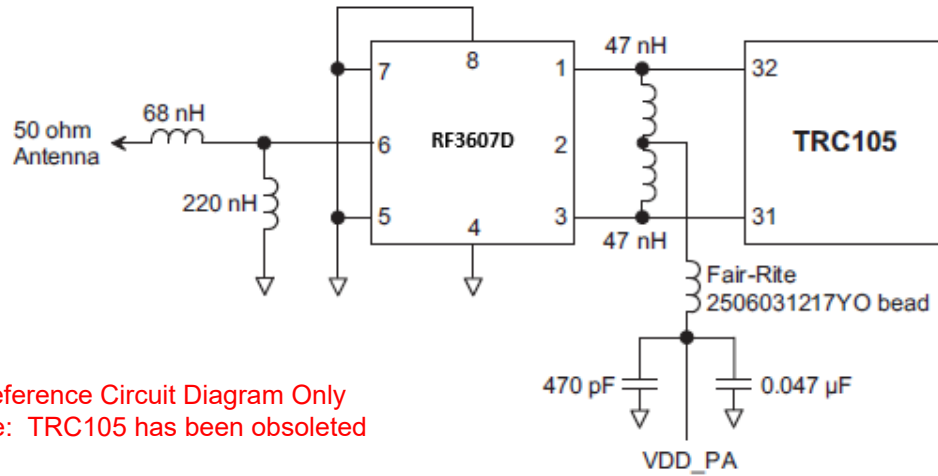 8
47 nH
7
1
32
68 nH
50 ohm
Antenna
6
RF3607D
2
TRC105
220 nH
5
4
3
31
47 nH
Fair-Rite
2506031217YO bead
470 pF
0.047 µF
eference Circuit Diagram Only
e: TRC105 has been obsoleted
VDD_PA